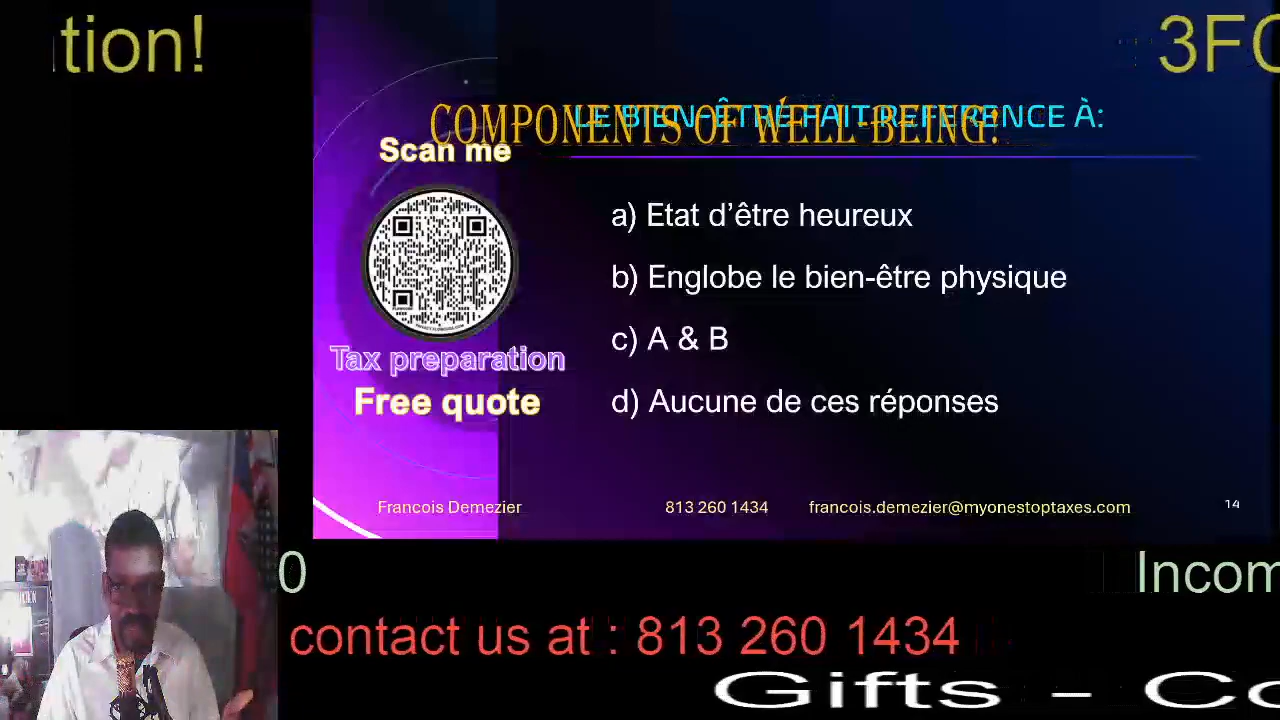 tion!
3FO
COMPONENTS OF WELL-BEING!
LE BIEN-ÊTRE FAIT REFERENCE À:
Scan me
a) Etat d’être heureux
b) Englobe le bien-être physique
c) A & B
Tax preparation
Free quote
d) Aucune de ces réponses
Francois Demezier
813 260 1434
francois.demezier@myonestoptaxes.com
14
0
Incom
contact us at : 813 260 1434
Gifts - Co